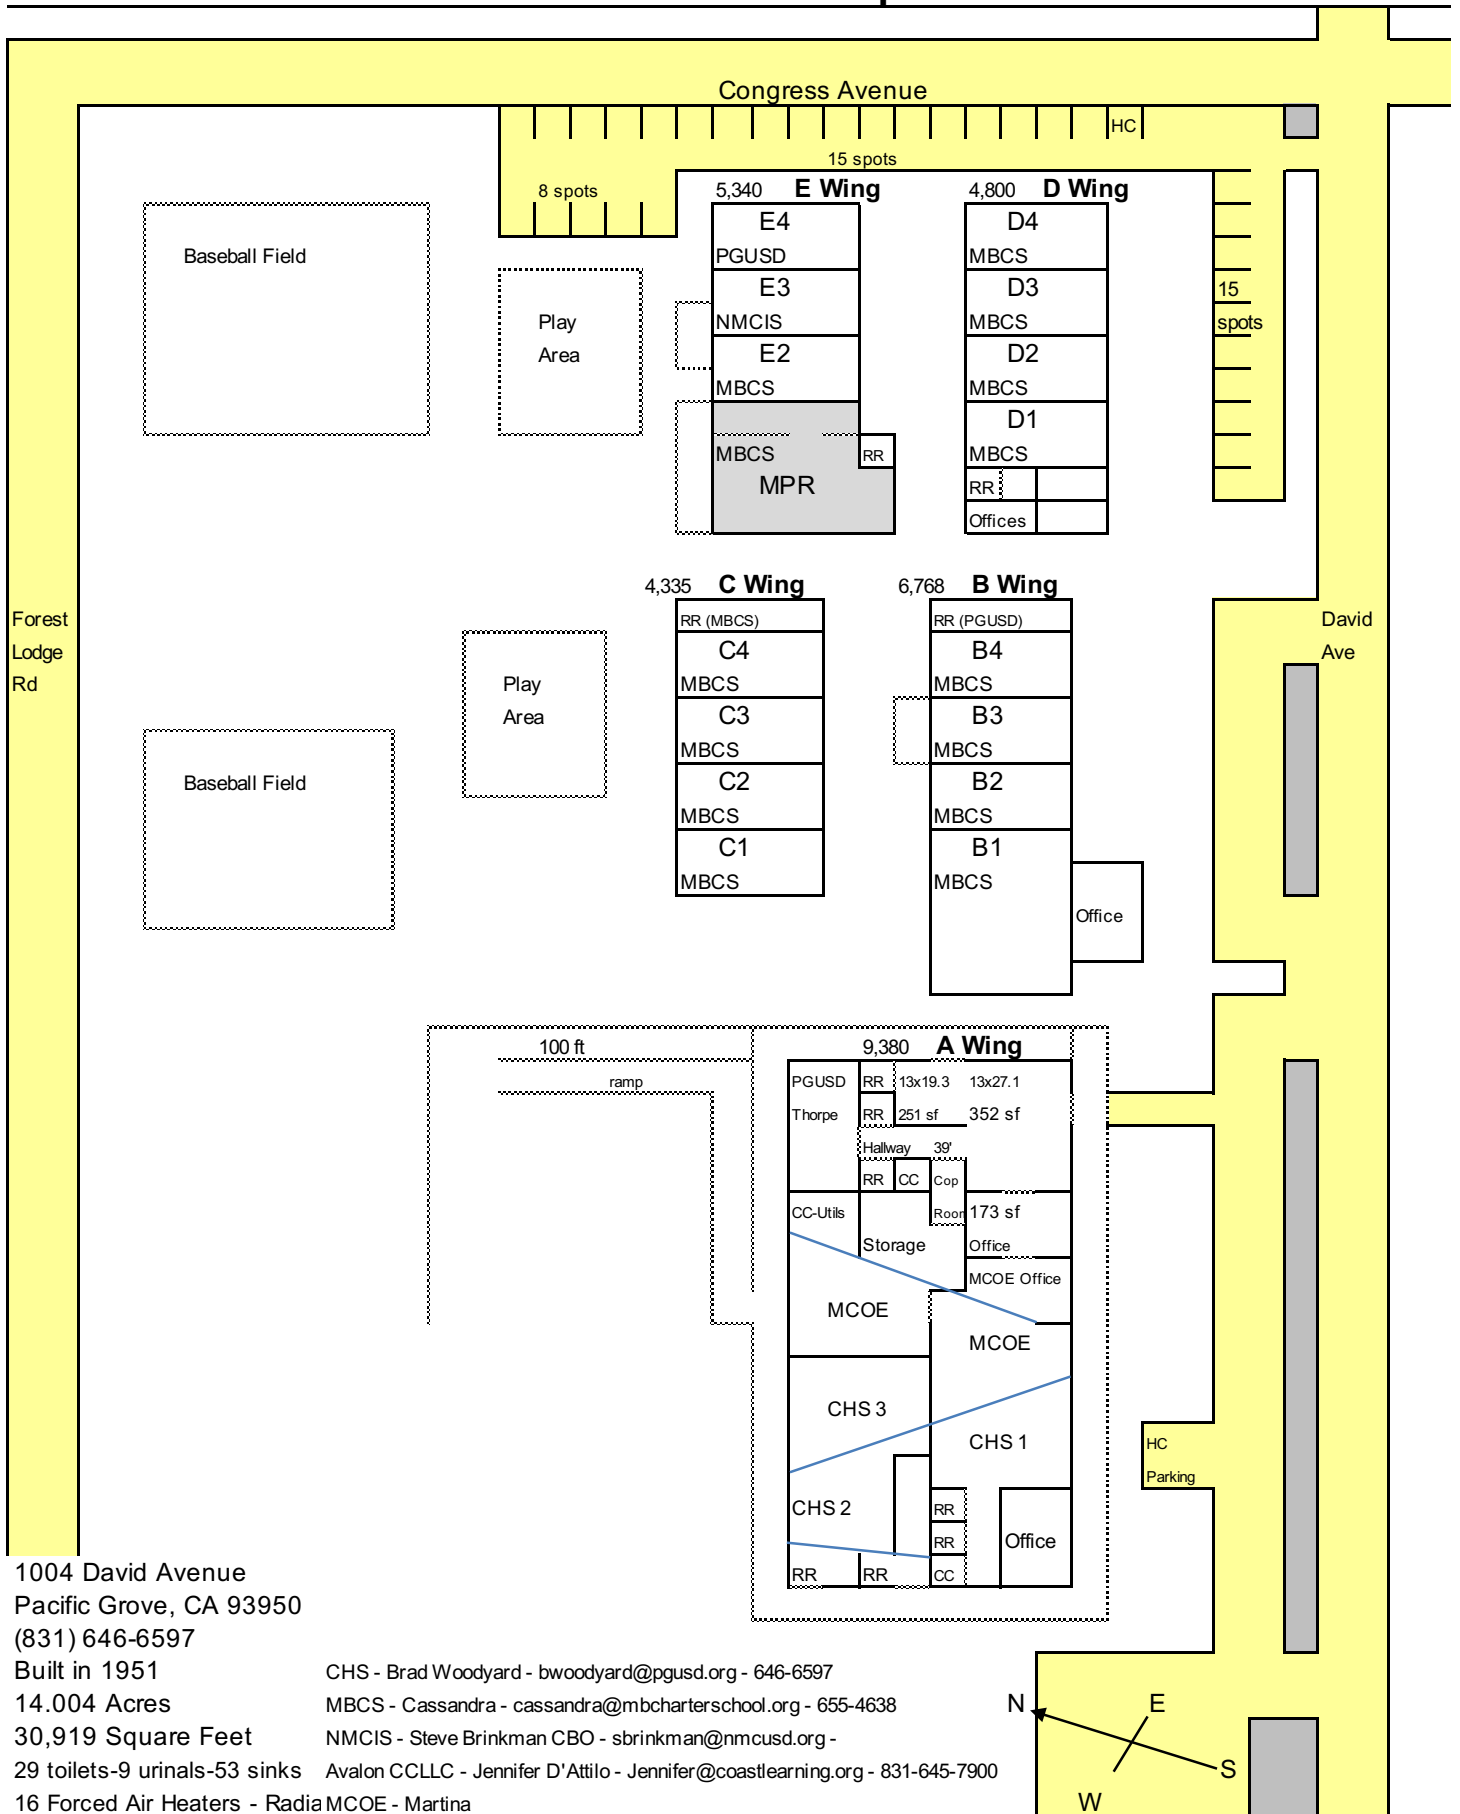 Congress Avenue
HC
15 spots
8 spots
5,340 E Wing
4,800 D Wing
E4
PGUSD
E3
NMCIS
E2
MBCS
MBCS
RR
MPR
D4
MBCS
D3
MBCS
D2
MBCS
D1
MBCS
RR
Offices
15
spots
Baseball Field
Play
Area
Forest
Lodge
Rd
David
Ave
4,335 C Wing
RR (MBCS)
C4
MBCS
C3
MBCS
C2
MBCS
C1
MBCS
6,768 B Wing
RR (PGUSD)
B4
MBCS
B3
MBCS
B2
MBCS
B1
MBCS
Office
Play
Area
Baseball Field
100 ft
ramp
9,380 A Wing
PGUSD RR 13x19.3 13x27.1
Thorpe RR 251 sf 352 sf
Hallway 39'
RR CC Cop
CC-Utils Room 173 sf
Storage Office
MCOE Office
MCOE
MCOE
CHS 3
CHS 1
HC
Parking
CHS 2
RR
RR
Office
RR RR CC
1004 David Avenue
Pacific Grove, CA 93950
(831) 646-6597
Built in 1951
14.004 Acres
30,919 Square Feet
29 toilets-9 urinals-53 sinks
16 Forced Air Heaters - Radia
CHS - Brad Woodyard - bwoodyard@pgusd.org - 646-6597
MBCS - Cassandra - cassandra@mbcharterschool.org - 655-4638
NMCIS - Steve Brinkman CBO - sbrinkman@nmcusd.org -
Avalon CCLLC - Jennifer D'Attilo - Jennifer@coastlearning.org - 831-645-7900
MCOE - Martina
N
E
S
W